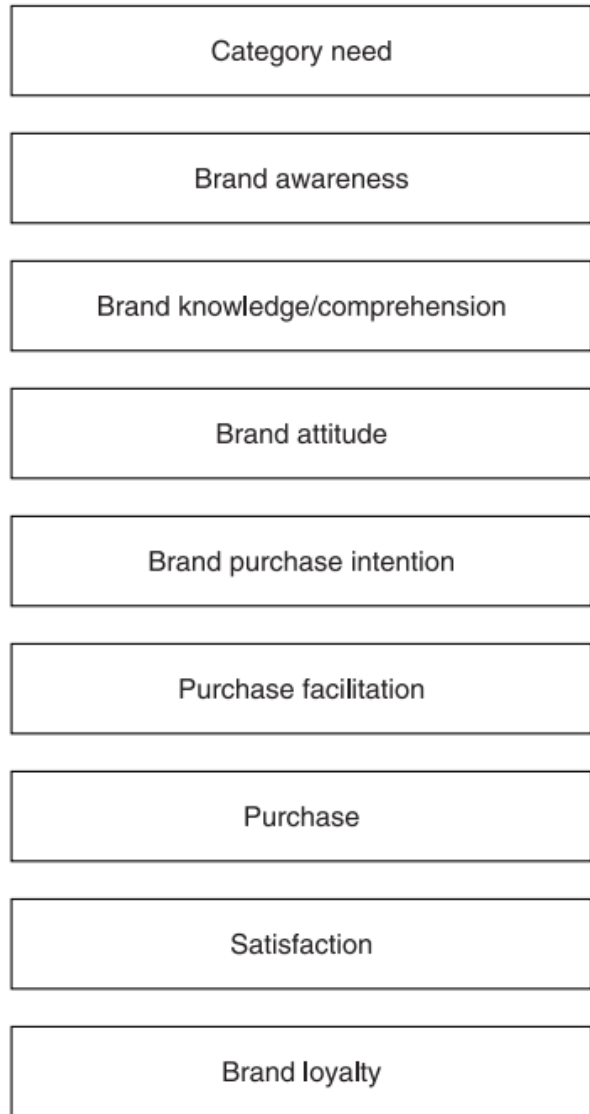 Category need
Brand awareness
Brand knowledge/comprehension
Brand attitude
Brand purchase intention
Purchase facilitation
Purchase
Satisfaction
Brand loyalty